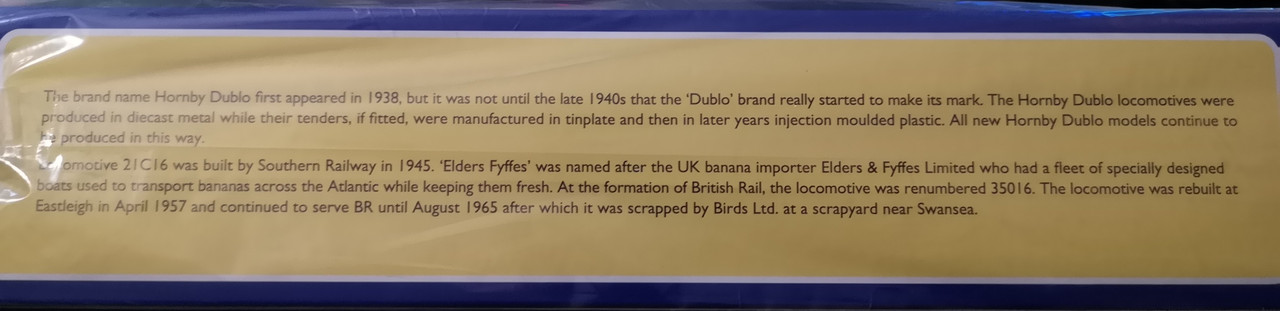 The brand name Hornby Dublo first appeared in 1938, but it was not until the late 1940s that the ‘Dublo’ brand really started to make its mark. The Hornby Dublo locomotives were
produced in diecast metal while their tenders, if fitted, were manufactured in tinplate and then in later years injection moulded plastic. All new Hornby Dublo models continue to
be produced in this way.
Locomotive 21C16 was built by Southern Railway in 1945. ‘Elders Fyffes’ was named after the UK banana importer Elders & Fyffes Limited who had a fleet of specially designed
boats used to transport bananas across the Atlantic while keeping them fresh. At the formation of British Rail, the locomotive was renumbered 35016. The locomotive was rebuilt at
Eastleigh in April 1957 and continued to serve BR until August 1965 after which it was scrapped by Birds Ltd. at a scrapyard near Swansea.